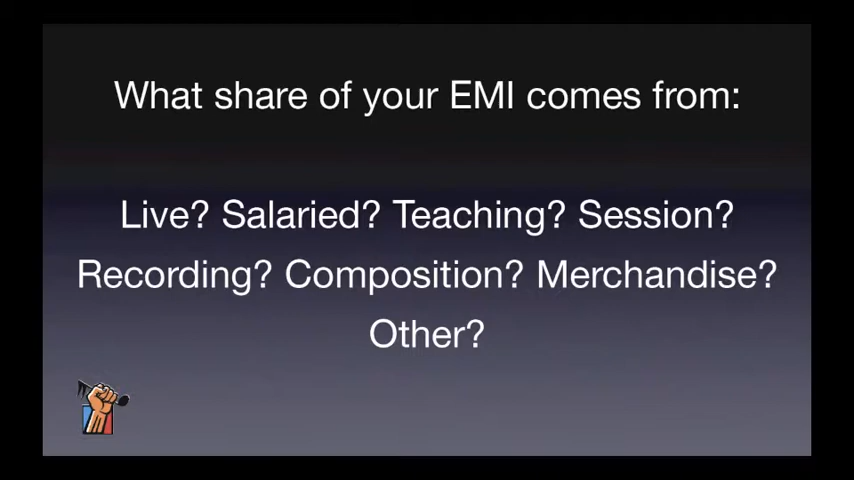 What share of your EMI comes from:
Live? Salaried? Teaching? Session?
Recording? Composition? Merchandise?
Other?